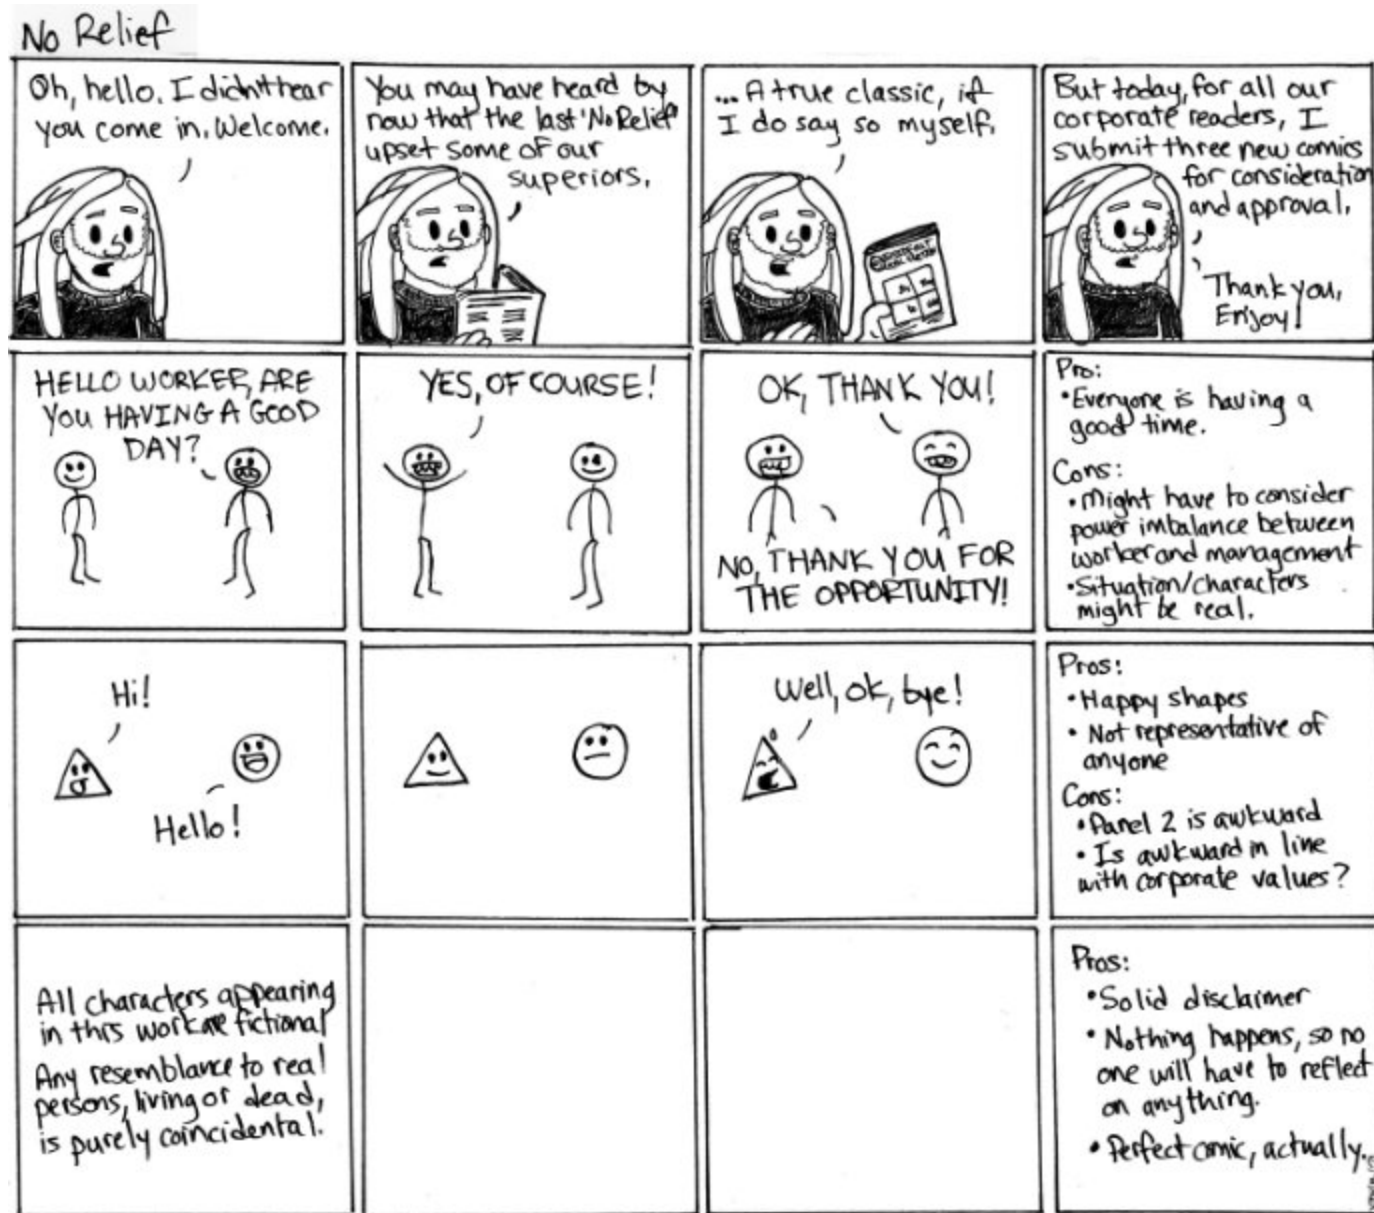 No Relief
Oh, hello. I didn't hear
you come in. Welcome.
You may have heard by
now that the last 'No Relief'
upset some of our
superiors.
... A true classic, if
I do say so myself.
But today, for all our
corporate readers, I
submit three new comics
for consideration
and approval.
Thank you,
Enjoy!
HELLO WORKER, ARE
YOU HAVING A GOOD
DAY?
YES, OF COURSE!
OK, THANK YOU!
NO, THANK YOU FOR
THE OPPORTUNITY!
Pro:
•Everyone is having a
good time.
Cons:
•Might have to consider
power imbalance between
worker and management
•Situation/characters
might be real.
Hi!
Hello!
Well, ok, bye!
Pros:
•Happy shapes
•Not representative of
anyone
Cons:
•Panel 2 is awkward
•Is awkward in line
with corporate values?
All characters appearing
in this work are fictional
Any resemblance to real
persons, living or dead,
is purely coincidental.
Pros:
•Solid disclaimer
•Nothing happens, so no
one will have to reflect
on anything.
•Perfect comic, actually.